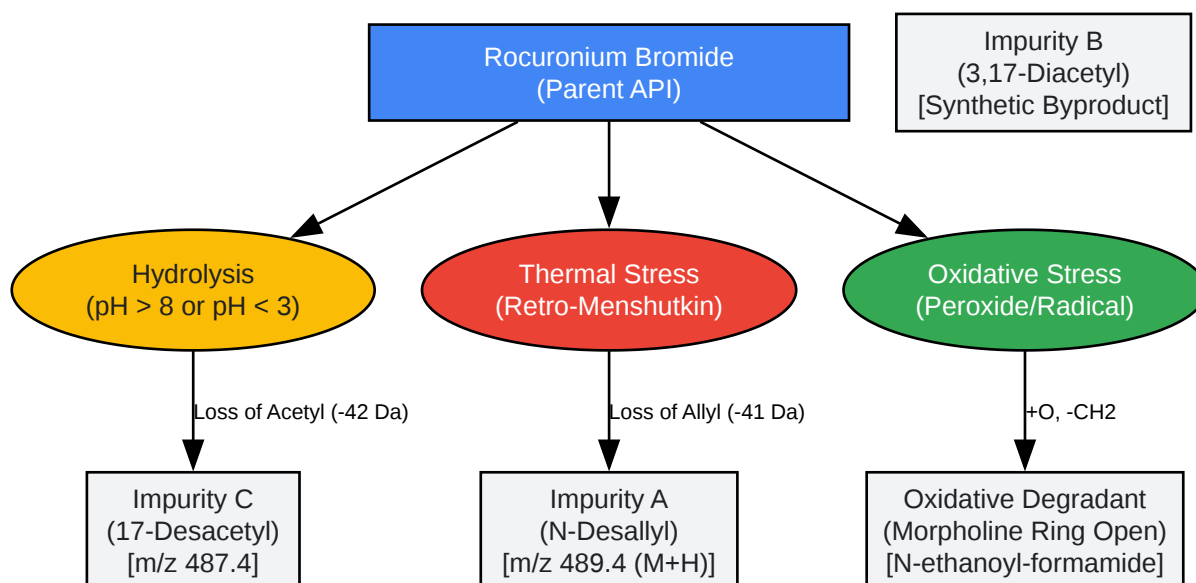 Rocuronium Bromide
(Parent API)
Impurity B
(3,17-Diacetyl)
[Synthetic Byproduct]
Hydrolysis
(pH > 8 or pH < 3)
Thermal Stress
(Retro-Menshutkin)
Oxidative Stress
(Peroxide/Radical)
Loss of Acetyl (-42 Da)
Loss of Allyl (-41 Da)
+O, -CH2
Impurity C
(17-Desacetyl)
[m/z 487.4]
Impurity A
(N-Desallyl)
[m/z 489.4 (M+H)]
Oxidative Degradant
(Morpholine Ring Open)
[N-ethanoyl-formamide]